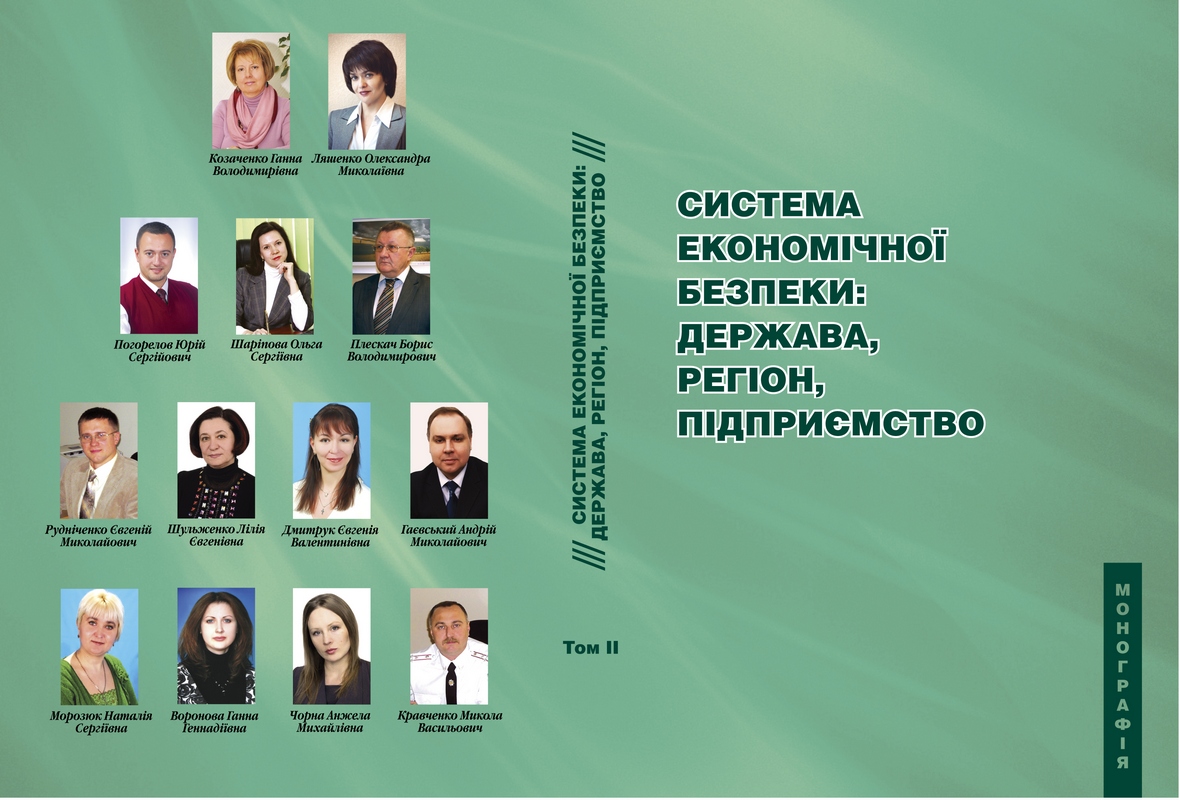 Козаченко Ганна
Володимирівна
Ляшенко Олександра
Миколаївна
Погорелов Юрій
Сергійович
Шаріпова Ольга
Сергіївна
Плескач Борис
Володимирович
Рудніченко Євгеній
Миколайович
Шульженко Лілія
Євгенівна
Дмитрук Євгенія
Валентинівна
Гаєвський Андрій
Миколайович
Морозюк Наталія
Сергіївна
Воронова Ганна
Геннадіївна
Чорна Анжела
Михайлівна
Кравченко Микола
Васильович
/// СИСТЕМА ЕКОНОМІЧНОЇ БЕЗПЕКИ: ///
ДЕРЖАВА, РЕГІОН, ПІДПРИЄМСТВО
Том II
СИСТЕМА
ЕКОНОМІЧНОЇ
БЕЗПЕКИ:
ДЕРЖАВА,
РЕГІОН,
ПІДПРИЄМСТВО
МОНОГРАФІЯ